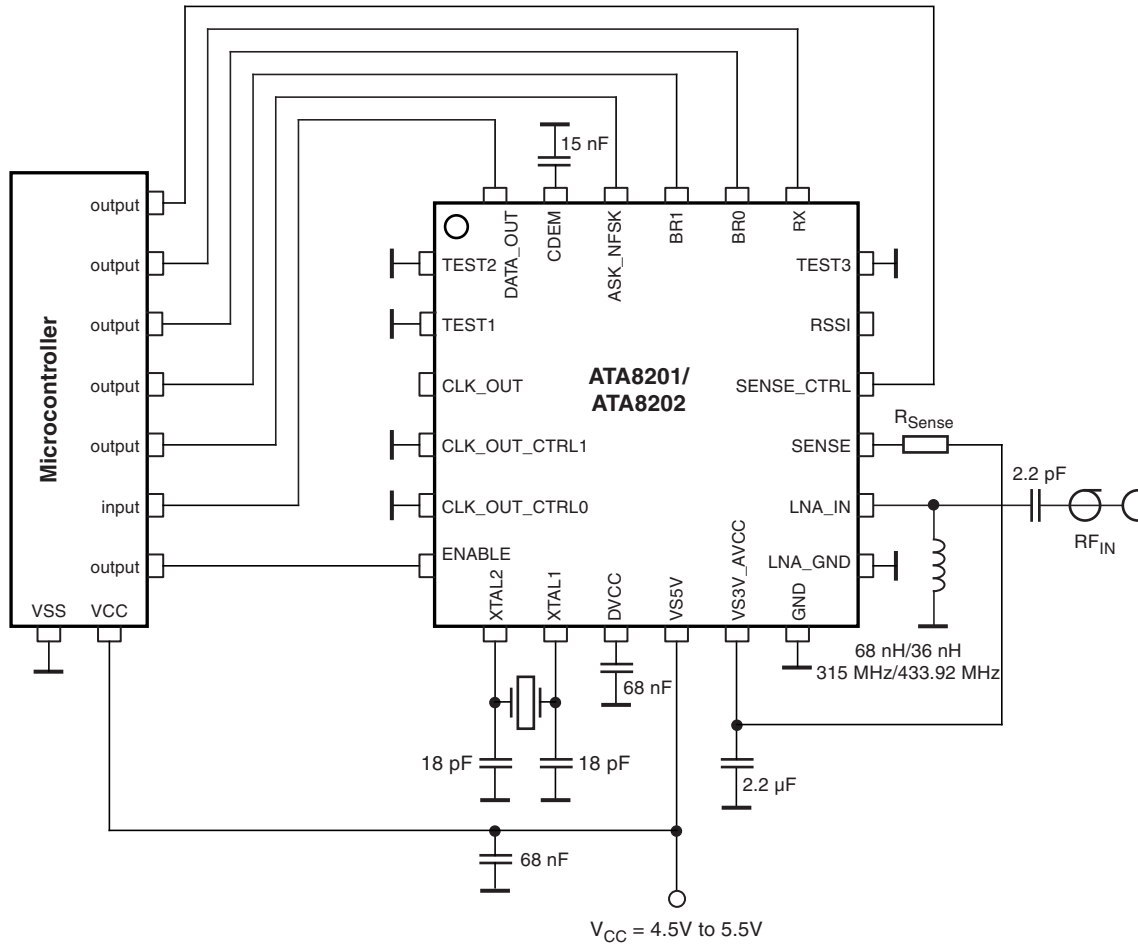 15 nF
output
output
output
output
output
input
output
Microcontroller
VSS
VCC
DATA_OUT
CDEM
ASK_NFSK
BR1
BR0
RX
TEST2
TEST1
CLK_OUT
CLK_OUT_CTRL1
CLK_OUT_CTRL0
ENABLE
ATA8201/
ATA8202
TEST3
RSSI
SENSE_CTRL
SENSE
LNA_IN
LNA_GND
XTAL2
XTAL1
DVCC
VS5V
VS3V_AVCC
GND
RSense
2.2 pF
RFIN
68 nH/36 nH
315 MHz/433.92 MHz
68 nF
18 pF
18 pF
2.2 µF
68 nF
VCC = 4.5V to 5.5V